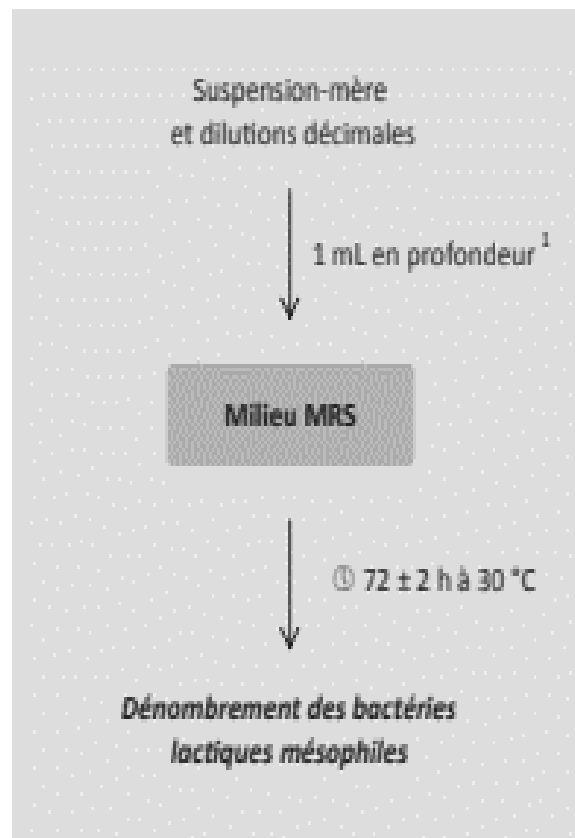 Suspension-mère
et dilutions décimales
1 mL en profondeur ¹
Milieu MRS
72 ± 2 h à 30 °C
Dénombrement des bactéries
lactiques mésophiles